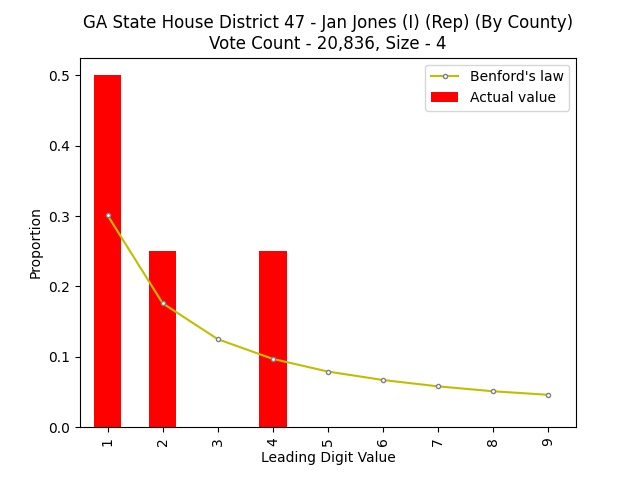 GA State House District 47 - Jan Jones (I) (Rep) (By County)
Vote Count - 20,836, Size - 4
Benford's law
Actual value
0.5
0.4
0.3
0.2
0.1
0.0
Proportion
1 2 3 4 5 6 7 8 9
Leading Digit Value